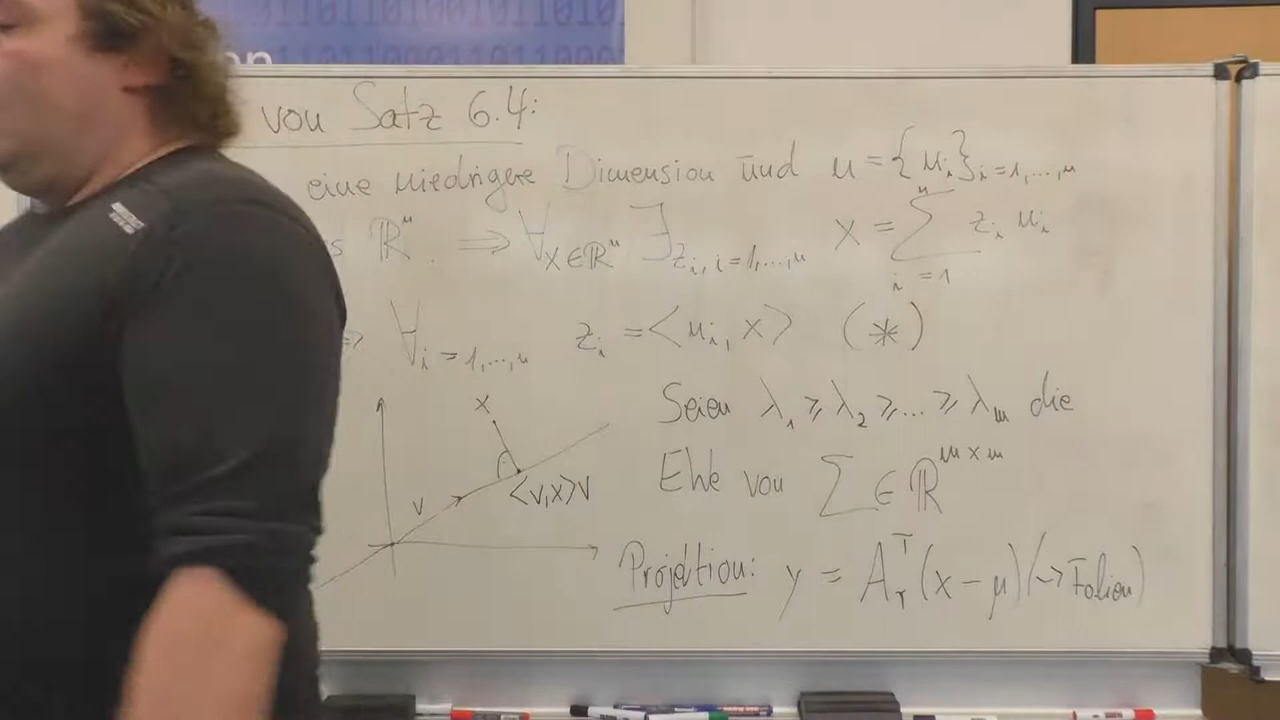 von Satz 6.4:
eine niedrigere Dimension und u = {u_i}_{i=1,...,n}
s ℝ^n. ⟹ ∀_{x∈ℝ^n} ∃_{z_i, i=1,...,n} x = ∑_{i=1}^{n} z_i u_i
⟹ ∀_{i=1,...,n} z_i = <u_i, x> (*)
x
v
<v,x>v
Seien λ_1 ≥ λ_2 ≥ ... ≥ λ_m die
EWe von ∑ ∈ ℝ^{m×m}
Projektion: y = A_r^T (x − μ) (→ Folien)